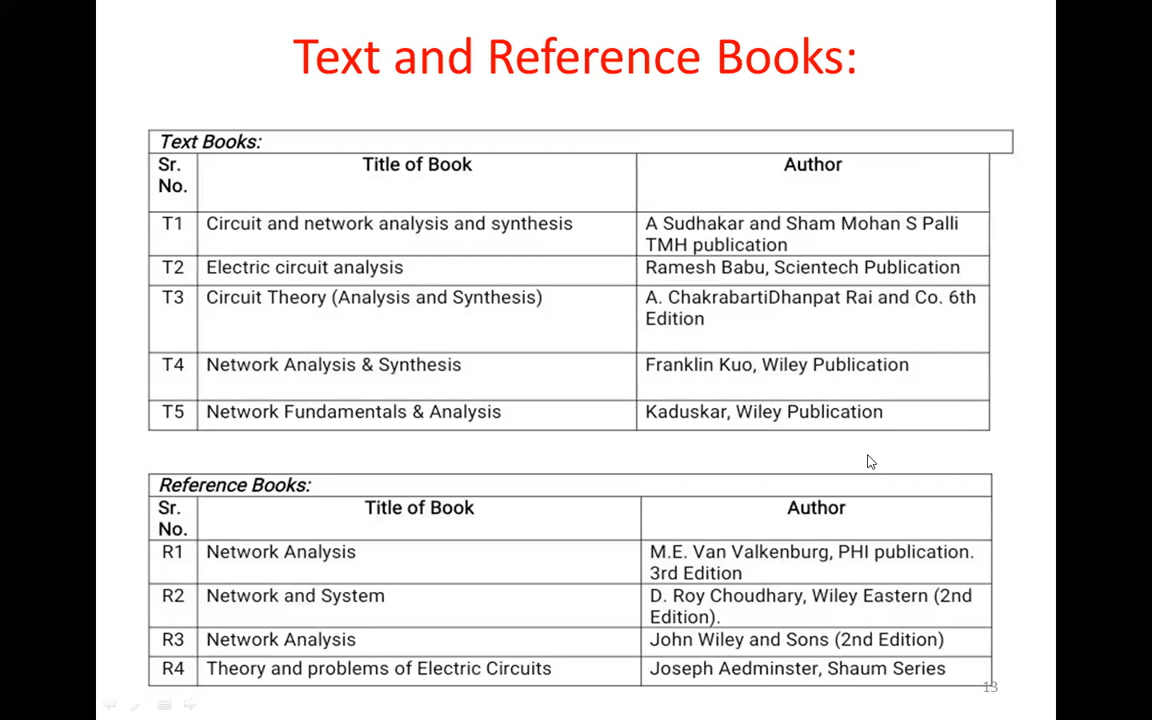 Text and Reference Books:
Text Books:
Sr. No. Title of Book Author
T1 Circuit and network analysis and synthesis A Sudhakar and Sham Mohan S Palli TMH publication
T2 Electric circuit analysis Ramesh Babu, Scientech Publication
T3 Circuit Theory (Analysis and Synthesis) A. ChakrabartiDhanpat Rai and Co. 6th Edition
T4 Network Analysis & Synthesis Franklin Kuo, Wiley Publication
T5 Network Fundamentals & Analysis Kaduskar, Wiley Publication
Reference Books:
Sr. No. Title of Book Author
R1 Network Analysis M.E. Van Valkenburg, PHI publication. 3rd Edition
R2 Network and System D. Roy Choudhary, Wiley Eastern (2nd Edition).
R3 Network Analysis John Wiley and Sons (2nd Edition)
R4 Theory and problems of Electric Circuits Joseph Aedminster, Shaum Series
13